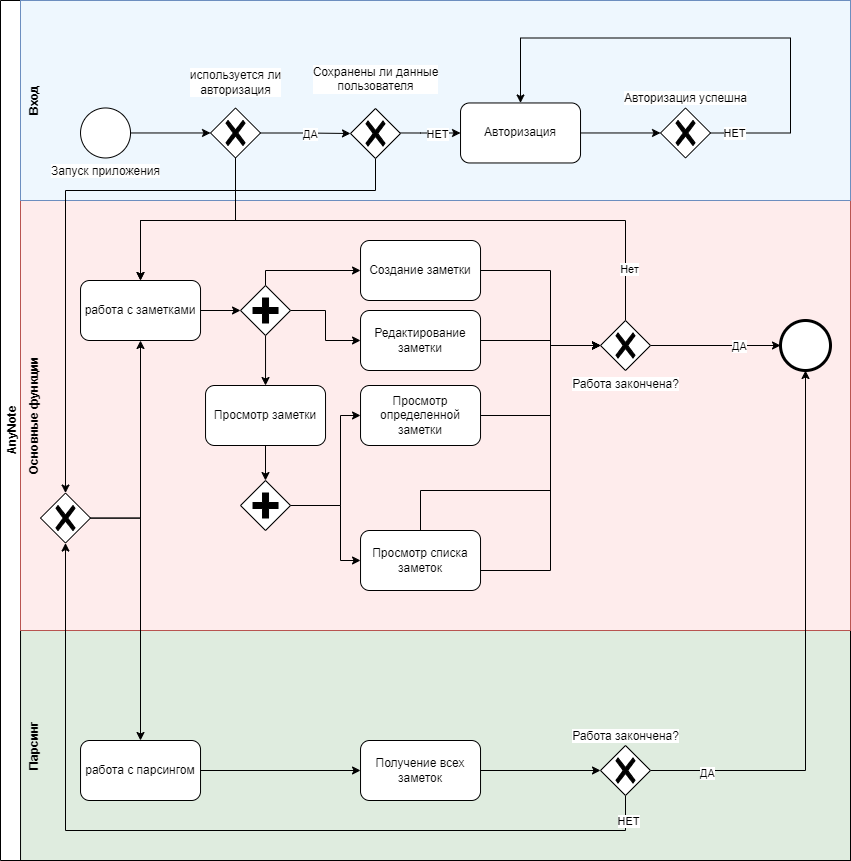 AnyNote
Вход
используется ли
авторизация
Сохранены ли данные
пользователя
Авторизация успешна
Запуск приложения
ДА
НЕТ
Авторизация
НЕТ
Основные функции
работа с заметками
Создание заметки
Редактирование
заметки
Просмотр заметки
Просмотр
определенной
заметки
Просмотр списка
заметок
Нет
Работа закончена?
ДА
Парсинг
работа с парсингом
Получение всех
заметок
Работа закончена?
ДА
НЕТ